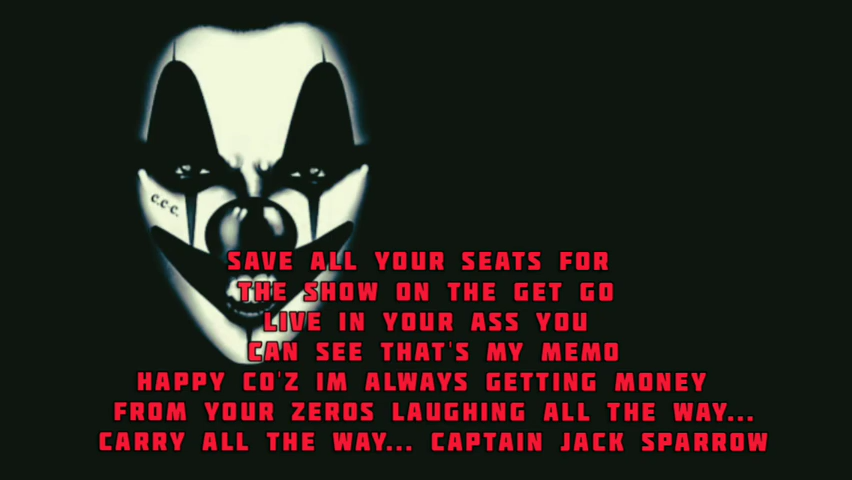 c.c.c.
SAVE ALL YOUR SEATS FOR
THE SHOW ON THE GET GO
LIVE IN YOUR ASS YOU
CAN SEE THAT'S MY MEMO
HAPPY CO'Z IM ALWAYS GETTING MONEY
FROM YOUR ZEROS LAUGHING ALL THE WAY...
CARRY ALL THE WAY... CAPTAIN JACK SPARROW